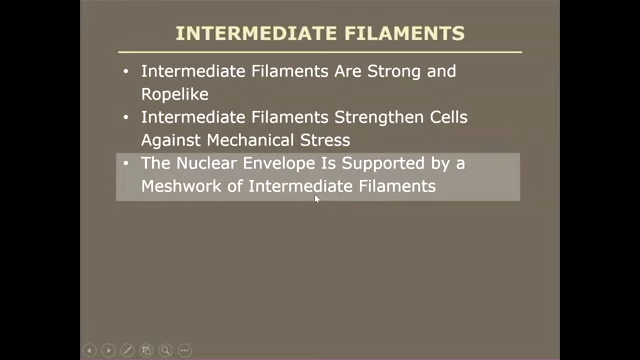 INTERMEDIATE FILAMENTS
• Intermediate Filaments Are Strong and
Ropelike
• Intermediate Filaments Strengthen Cells
Against Mechanical Stress
• The Nuclear Envelope Is Supported by a
Meshwork of Intermediate Filaments